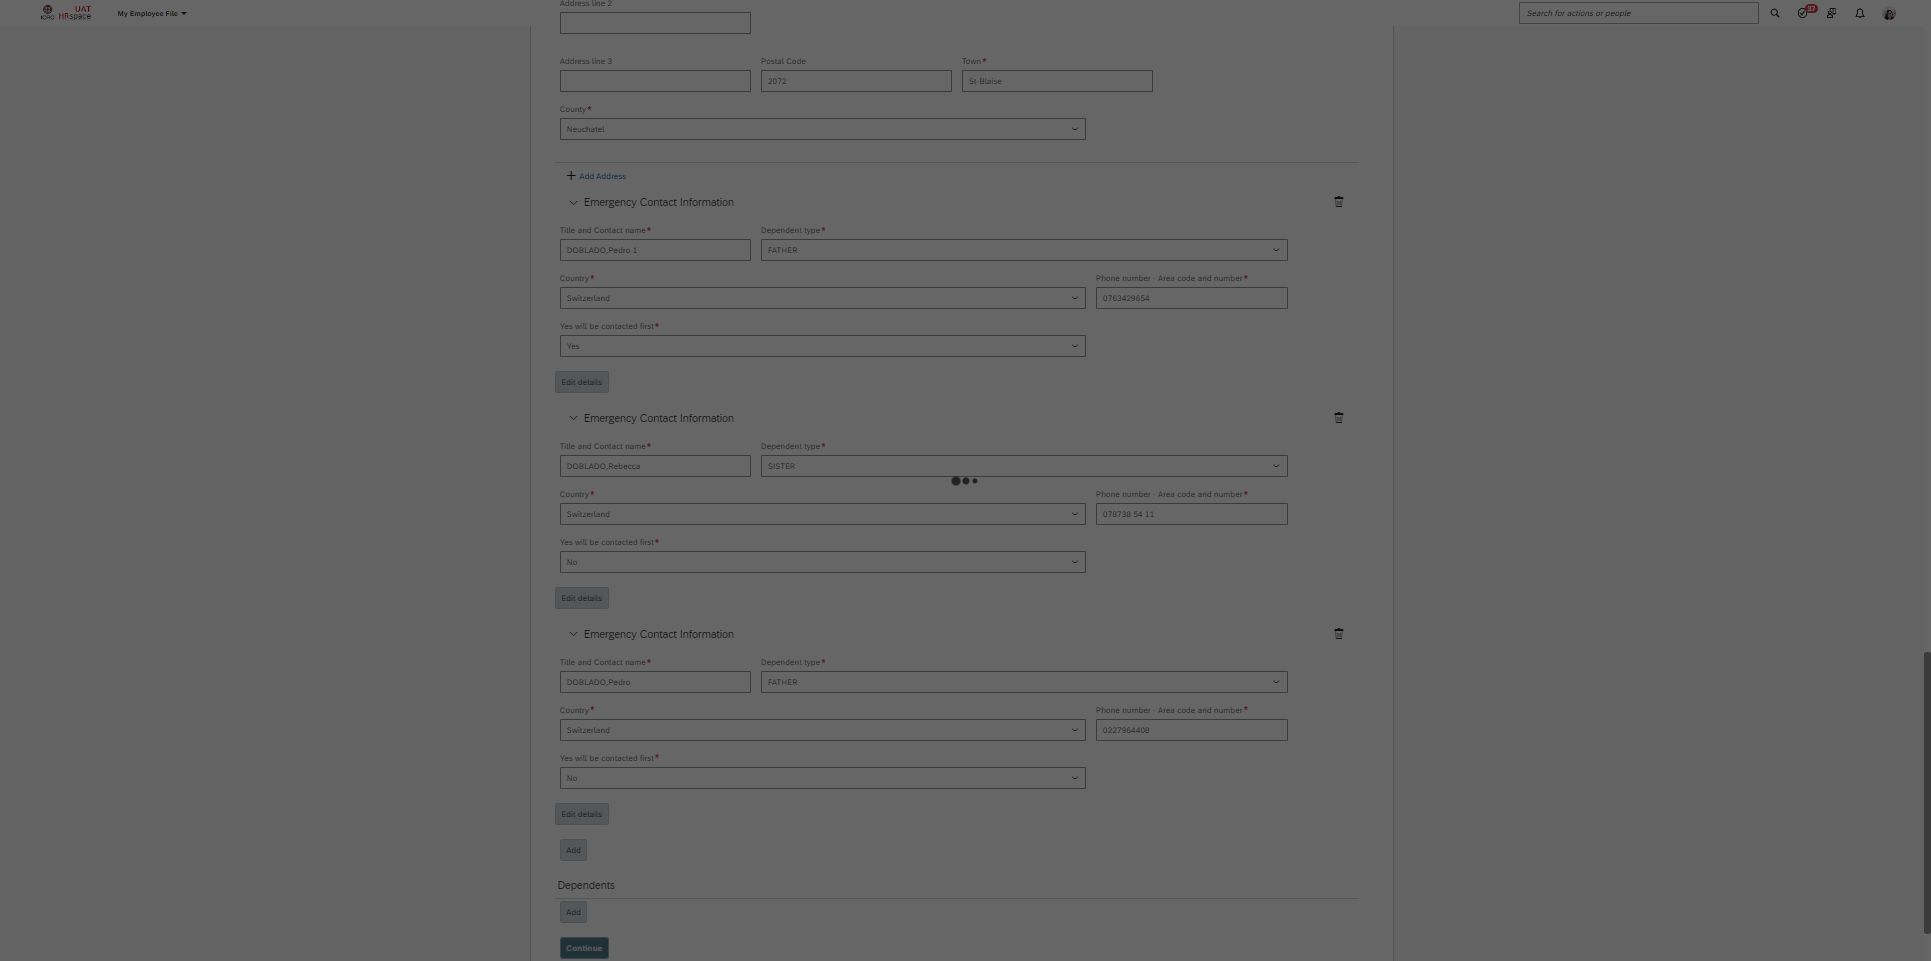 ICRC
UAT
HRspace
My Employee File
Search for actions or people
37
Address line 2
Address line 3
Postal Code
Town*
2072
St-Blaise
County*
Neuchatel
Add Address
Emergency Contact Information
Title and Contact name*
Dependent type*
DOBLADO,Pedro 1
FATHER
Country*
Phone number - Area code and number*
Switzerland
0763429654
Yes will be contacted first*
Yes
Edit details
Emergency Contact Information
Title and Contact name*
Dependent type*
DOBLADO,Rebecca
SISTER
Country*
Phone number - Area code and number*
Switzerland
078738 54 11
Yes will be contacted first*
No
Edit details
Emergency Contact Information
Title and Contact name*
Dependent type*
DOBLADO,Pedro
FATHER
Country*
Phone number - Area code and number*
Switzerland
0227964408
Yes will be contacted first*
No
Edit details
Add
Dependents
Add
Continue